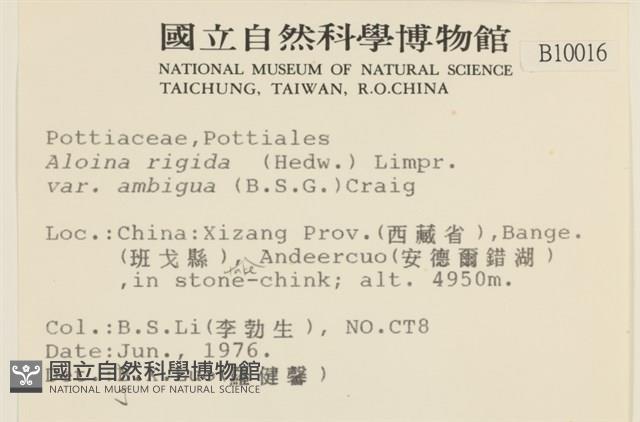 國立自然科學博物館
B10016
NATIONAL MUSEUM OF NATURAL SCIENCE
TAICHUNG, TAIWAN, R.O.CHINA
Pottiaceae,Pottiales
Aloina rigida (Hedw.) Limpr.
var. ambigua (B.S.G.)Craig
Loc.:China:Xizang Prov.(西藏省),Bange.
(班戈縣), Andeercuo(安德爾錯湖)
,in stone-chink; alt. 4950m.
Col.:B.S.Li(李勃生), NO.CT8
Date:Jun., 1976.
健馨)
國立自然科學博物館
NATIONAL MUSEUM OF NATURAL SCIENCE